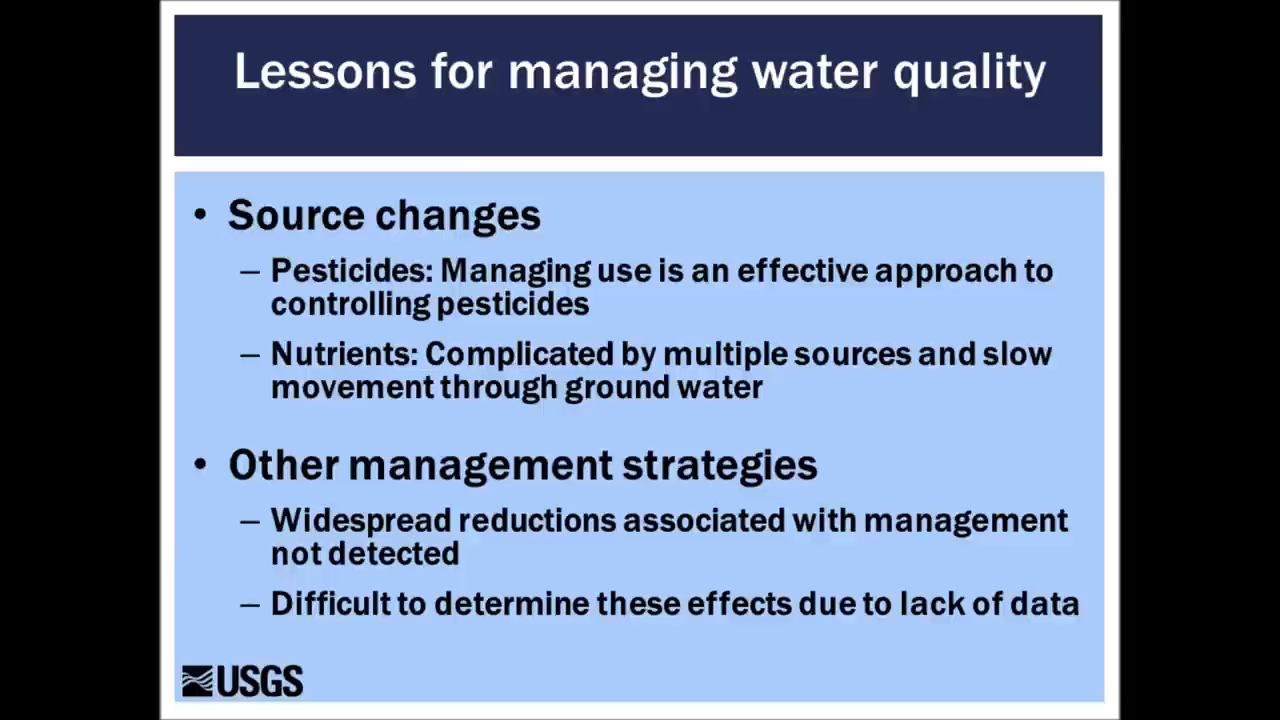 Lessons for managing water quality
• Source changes
– Pesticides: Managing use is an effective approach to
controlling pesticides
– Nutrients: Complicated by multiple sources and slow
movement through ground water
• Other management strategies
– Widespread reductions associated with management
not detected
– Difficult to determine these effects due to lack of data
USGS